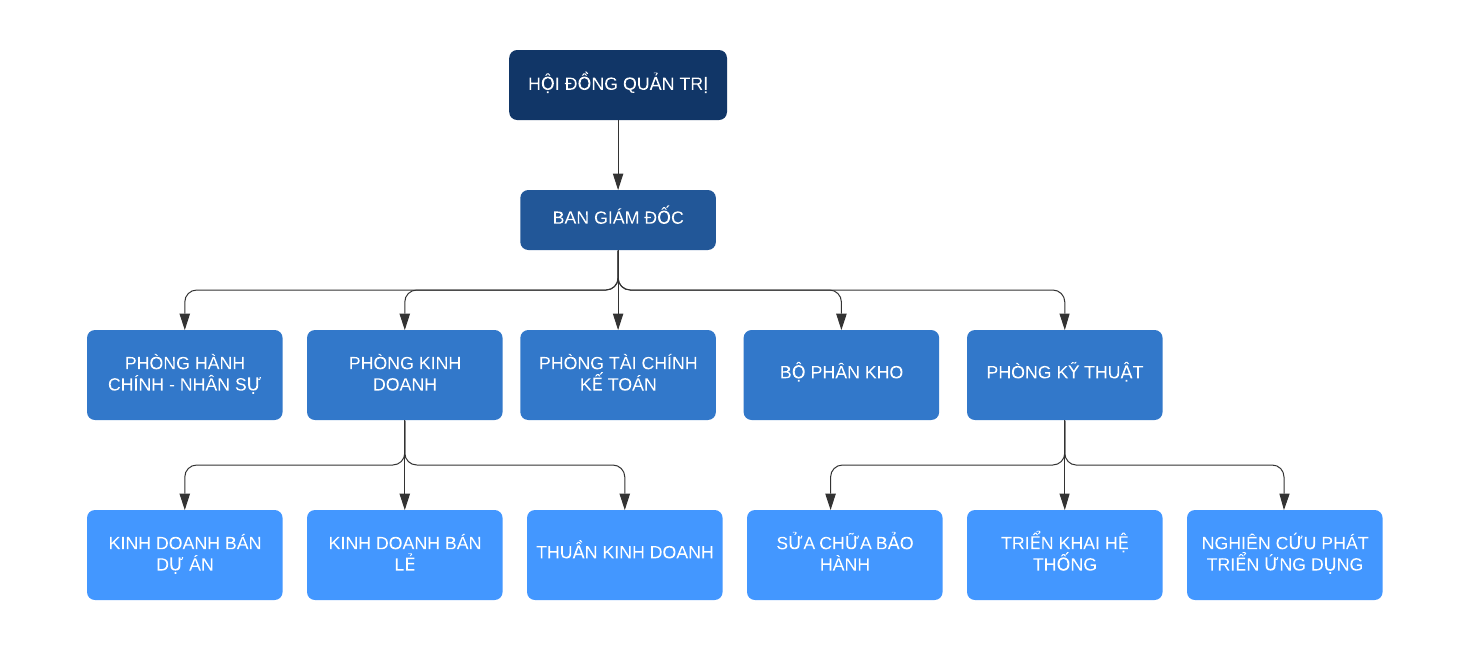 HỘI ĐỒNG QUẢN TRỊ
BAN GIÁM ĐỐC
PHÒNG HÀNH
CHÍNH - NHÂN SỰ
PHÒNG KINH
DOANH
PHÒNG TÀI CHÍNH
KẾ TOÁN
BỘ PHÂN KHO
PHÒNG KỸ THUẬT
KINH DOANH BÁN
DỰ ÁN
KINH DOANH BÁN
LẺ
THUẦN KINH DOANH
SỬA CHỮA BẢO
HÀNH
TRIỂN KHAI HỆ
THỐNG
NGHIÊN CỨU PHÁT
TRIỂN ỨNG DỤNG